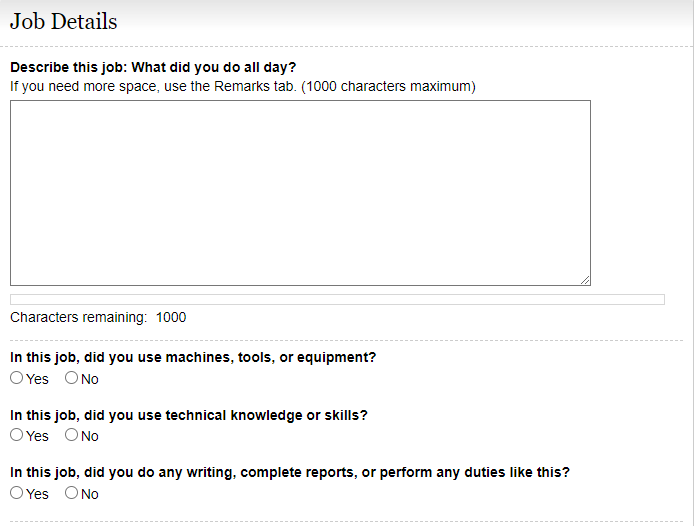 Job Details
Describe this job: What did you do all day?
If you need more space, use the Remarks tab. (1000 characters maximum)
Characters remaining: 1000
In this job, did you use machines, tools, or equipment?
Yes No
In this job, did you use technical knowledge or skills?
Yes No
In this job, did you do any writing, complete reports, or perform any duties like this?
Yes No